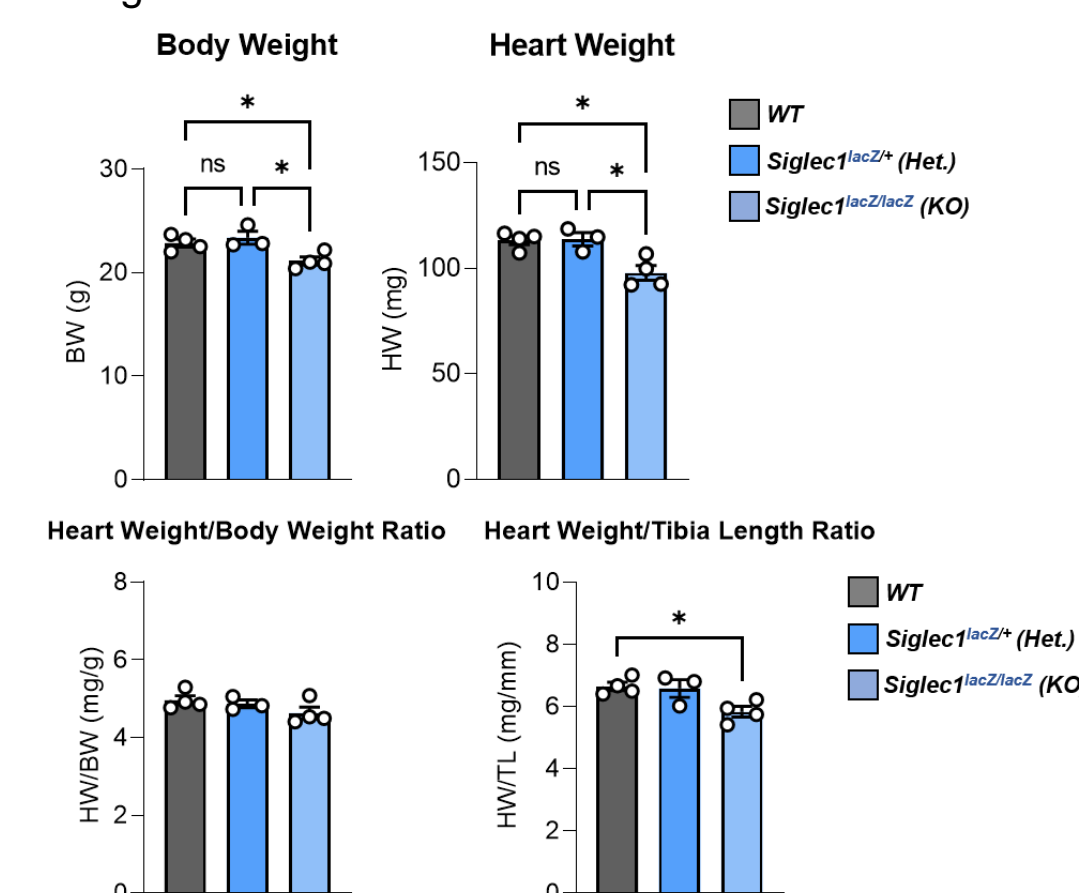 Body Weight
Heart Weight
WT
Siglec1lacZ/+ (Het.)
Siglec1lacZ/lacZ (KO)
*
ns
*
BW (g)
30
20
10
0
*
ns
*
HW (mg)
150
100
50
0
Heart Weight/Body Weight Ratio
Heart Weight/Tibia Length Ratio
HW/BW (mg/g)
8
6
4
2
0
*
HW/TL (mg/mm)
10
8
6
4
2
0
WT
Siglec1lacZ/+ (Het.)
Siglec1lacZ/lacZ (KO